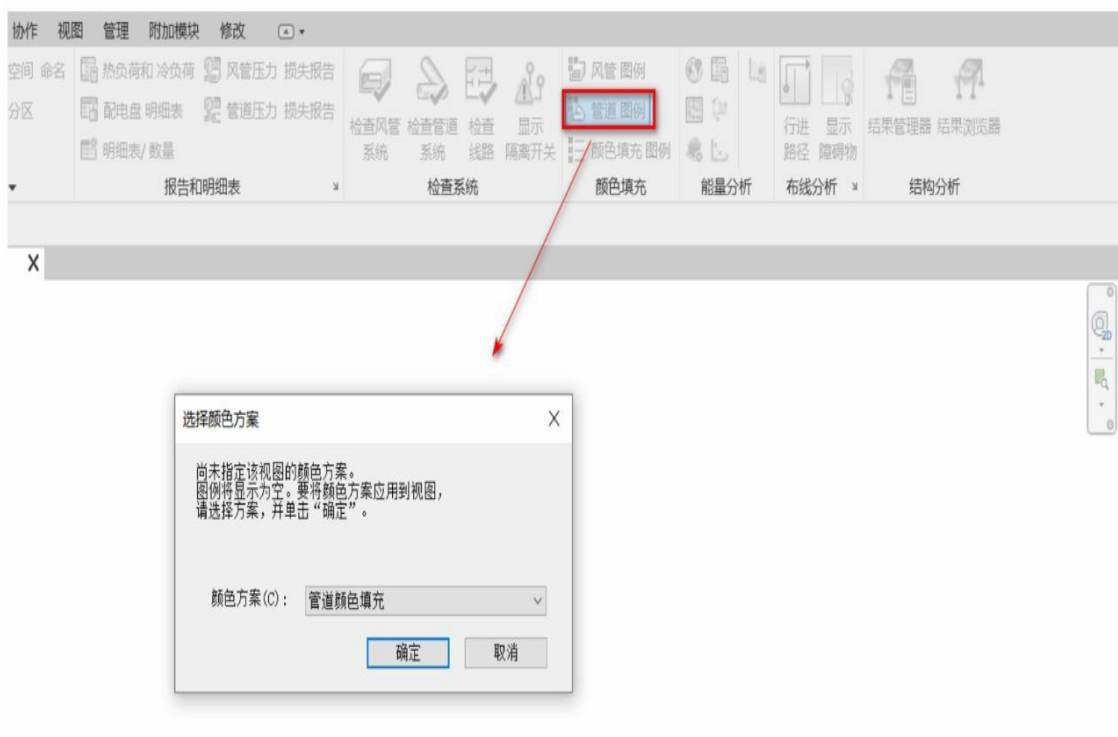 协作 视图 管理 附加模块 修改
空间 命名 热负荷和 冷负荷 风管压力 损失报告 风管 图例
分区 配电盘 明细表 管道压力 损失报告 管道 图例
检查风管 检查管道 检查 显示 行进 显示 结果管理器 结果浏览器
明细表/ 数量 系统 系统 线路 隔离开关 颜色填充 图例 路径 障碍物
报告和明细表 检查系统 颜色填充 能量分析 布线分析 结构分析
X
2D
选择颜色方案 X
尚未指定该视图的颜色方案。
图例将显示为空。要将颜色方案应用到视图，
请选择方案，并单击“确定”。
颜色方案(C)： 管道颜色填充
确定 取消